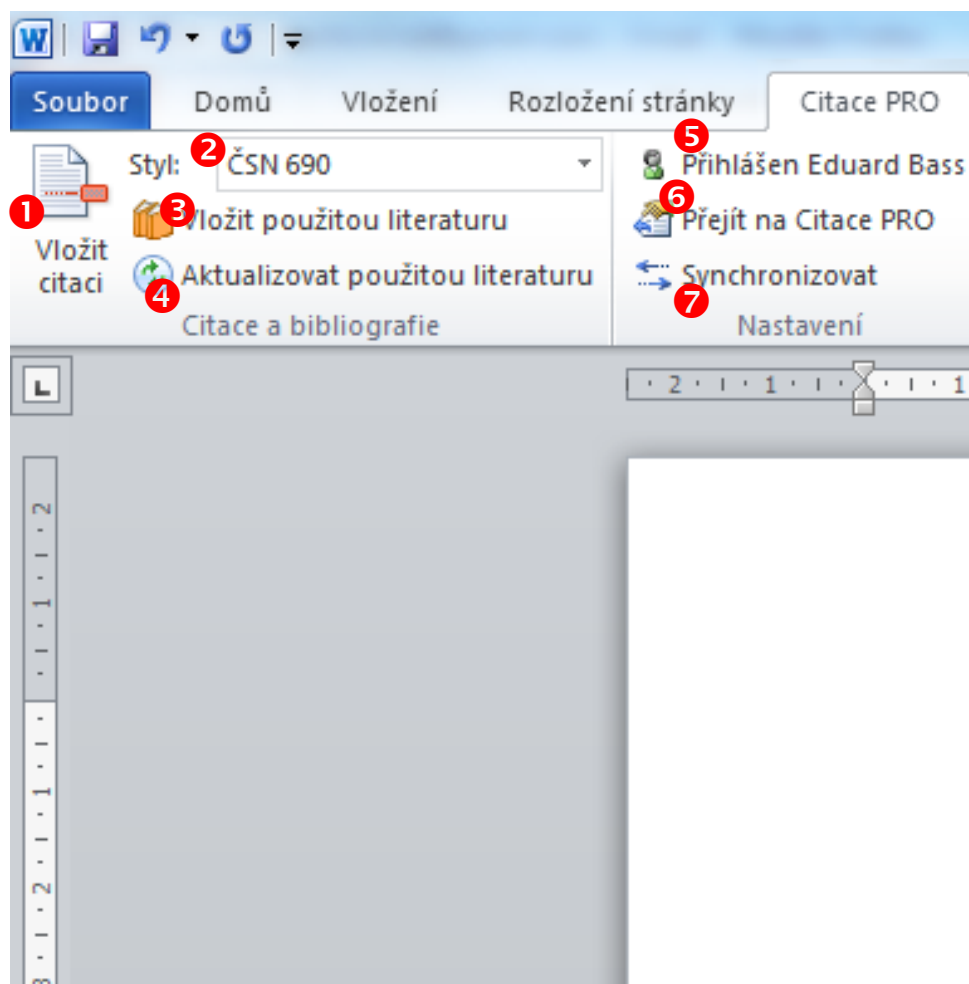 W
Soubor Domů Vložení Rozložení stránky Citace PRO
1 Vložit citaci
Styl: 2 ČSN 690
3 Vložit použitou literaturu
4 Aktualizovat použitou literaturu
Citace a bibliografie
5 Přihlášen Eduard Bass
6 Přejít na Citace PRO
7 Synchronizovat
Nastavení
L
2 1 1
2
1
1
2
3